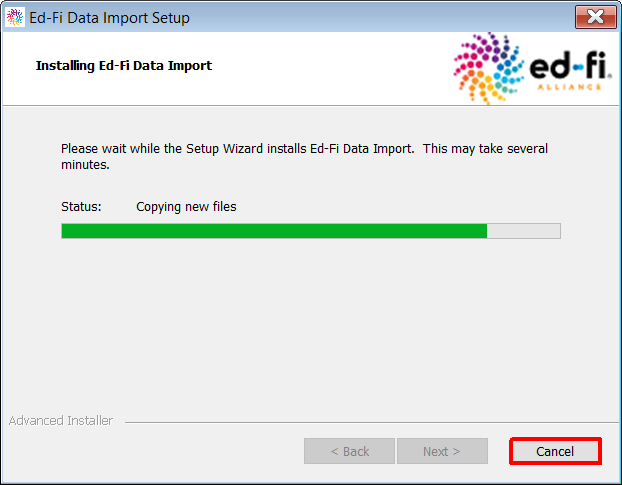 Ed-Fi Data Import Setup
Installing Ed-Fi Data Import
ed-fi
ALLIANCE
Please wait while the Setup Wizard installs Ed-Fi Data Import. This may take several
minutes.
Status: Copying new files
Advanced Installer
< Back Next > Cancel